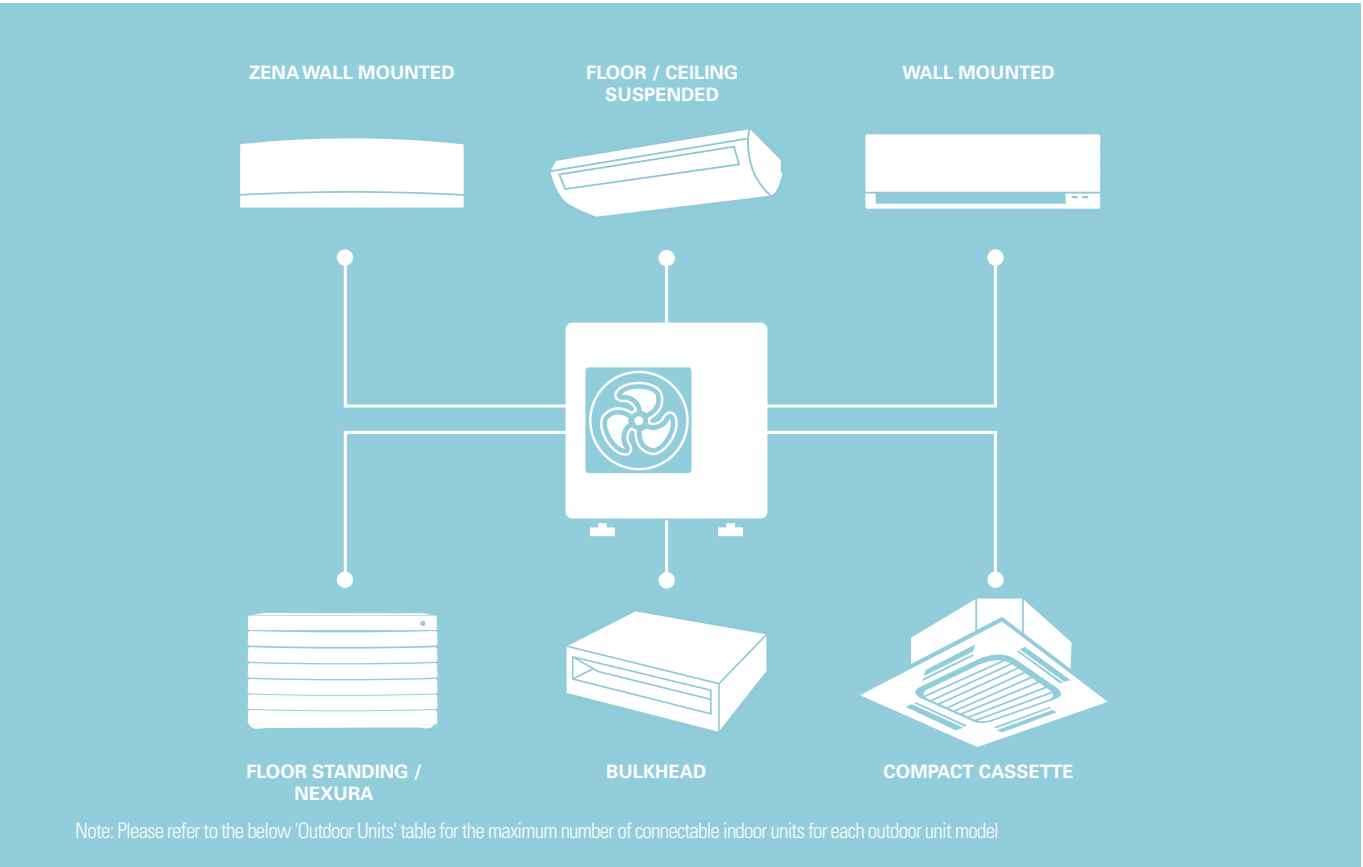 ZENA WALL MOUNTED
FLOOR / CEILING
SUSPENDED
WALL MOUNTED
FLOOR STANDING /
NEXURA
BULKHEAD
COMPACT CASSETTE
Note: Please refer to the below 'Outdoor Units' table for the maximum number of connectable indoor units for each outdoor unit model